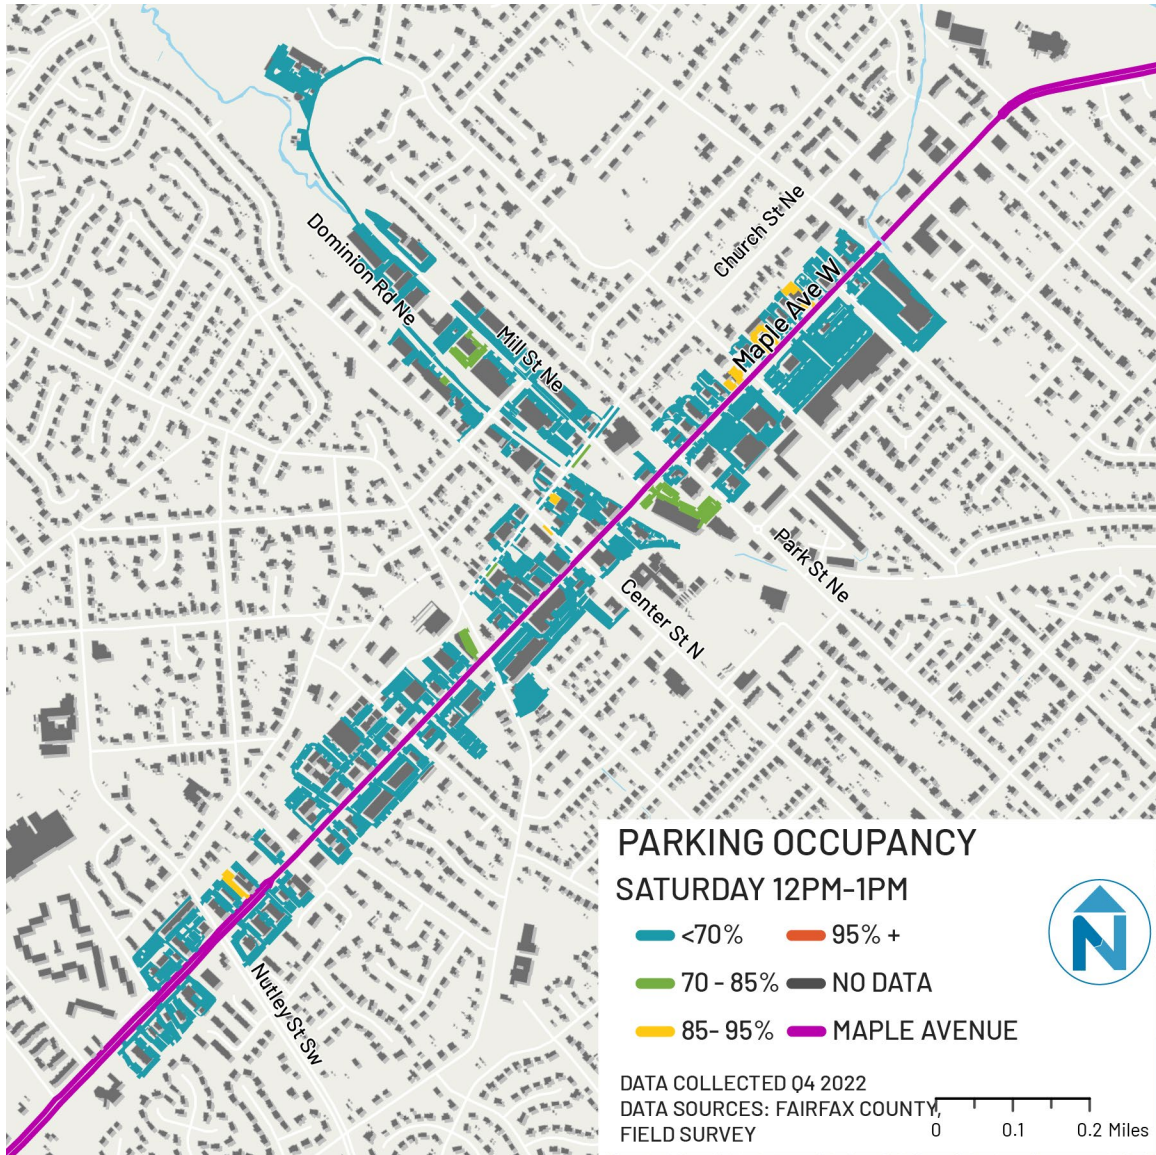 Church St Ne
Dominion Rd Ne
Maple Ave W
Mill St Ne
Park St Ne
Center St N
Nutley St Sw
PARKING OCCUPANCY
SATURDAY 12PM-1PM
<70%
95% +
70 - 85%
NO DATA
85- 95%
MAPLE AVENUE
N
DATA COLLECTED Q4 2022
DATA SOURCES: FAIRFAX COUNTY,
FIELD SURVEY
0 0.1 0.2 Miles